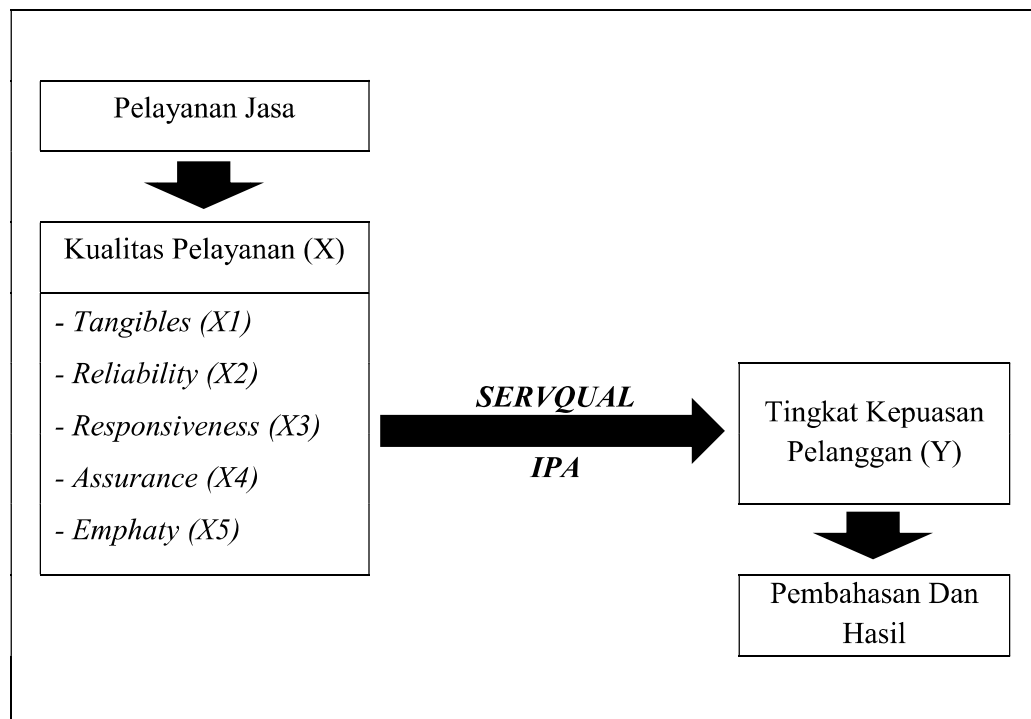 Pelayanan Jasa
Kualitas Pelayanan (X)
- Tangibles (X1)
- Reliability (X2)
- Responsiveness (X3)
- Assurance (X4)
- Emphaty (X5)
SERVQUAL
IPA
Tingkat Kepuasan
Pelanggan (Y)
Pembahasan Dan
Hasil